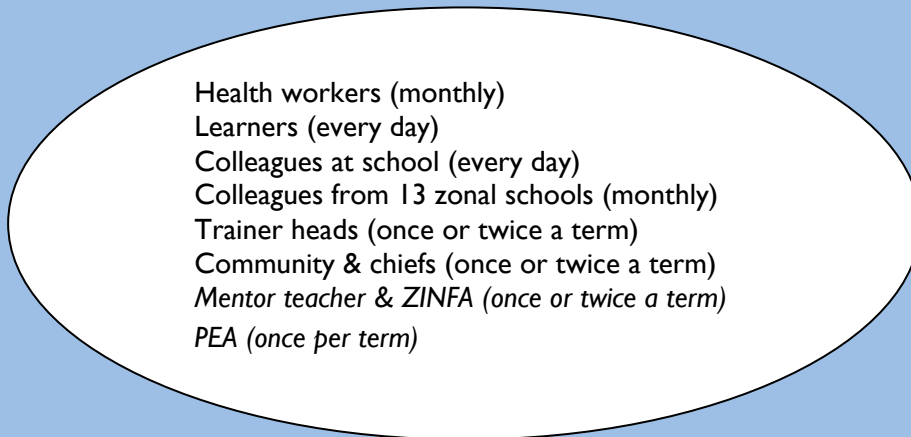 Health workers (monthly)
Learners (every day)
Colleagues at school (every day)
Colleagues from 13 zonal schools (monthly)
Trainer heads (once or twice a term)
Community & chiefs (once or twice a term)
Mentor teacher & ZINFA (once or twice a term)
PEA (once per term)